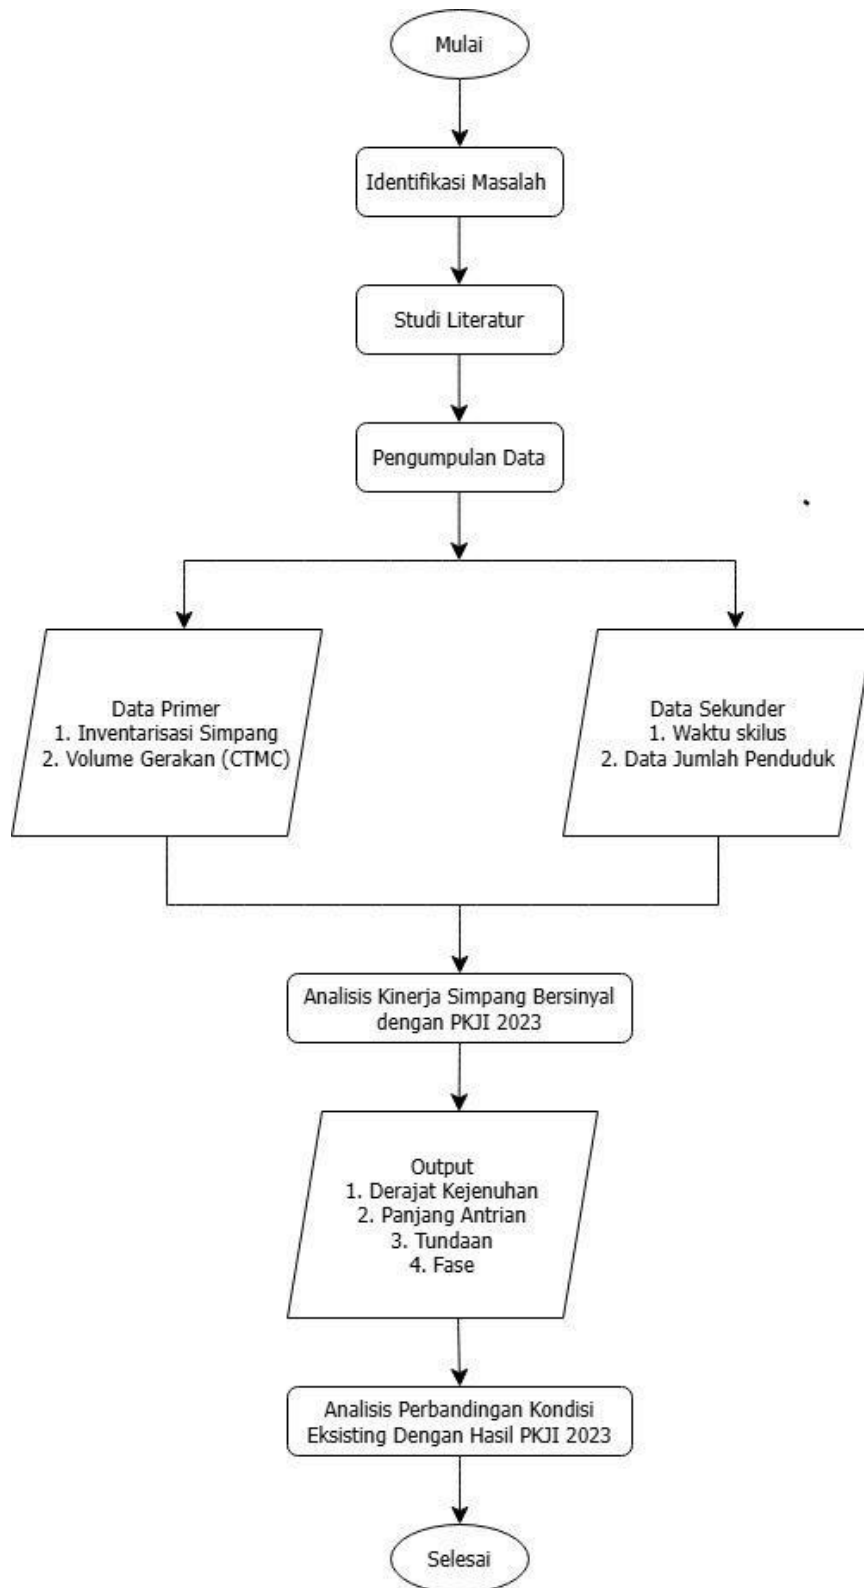 Mulai
Identifikasi Masalah
Studi Literatur
Pengumpulan Data
Data Primer
1. Inventarisasi Simpang
2. Volume Gerakan (CTMC)
Data Sekunder
1. Waktu skilus
2. Data Jumlah Penduduk
Analisis Kinerja Simpang Bersinyal
dengan PKJI 2023
Output
1. Derajat Kejenuhan
2. Panjang Antrian
3. Tundaan
4. Fase
Analisis Perbandingan Kondisi
Eksisting Dengan Hasil PKJI 2023
Selesai